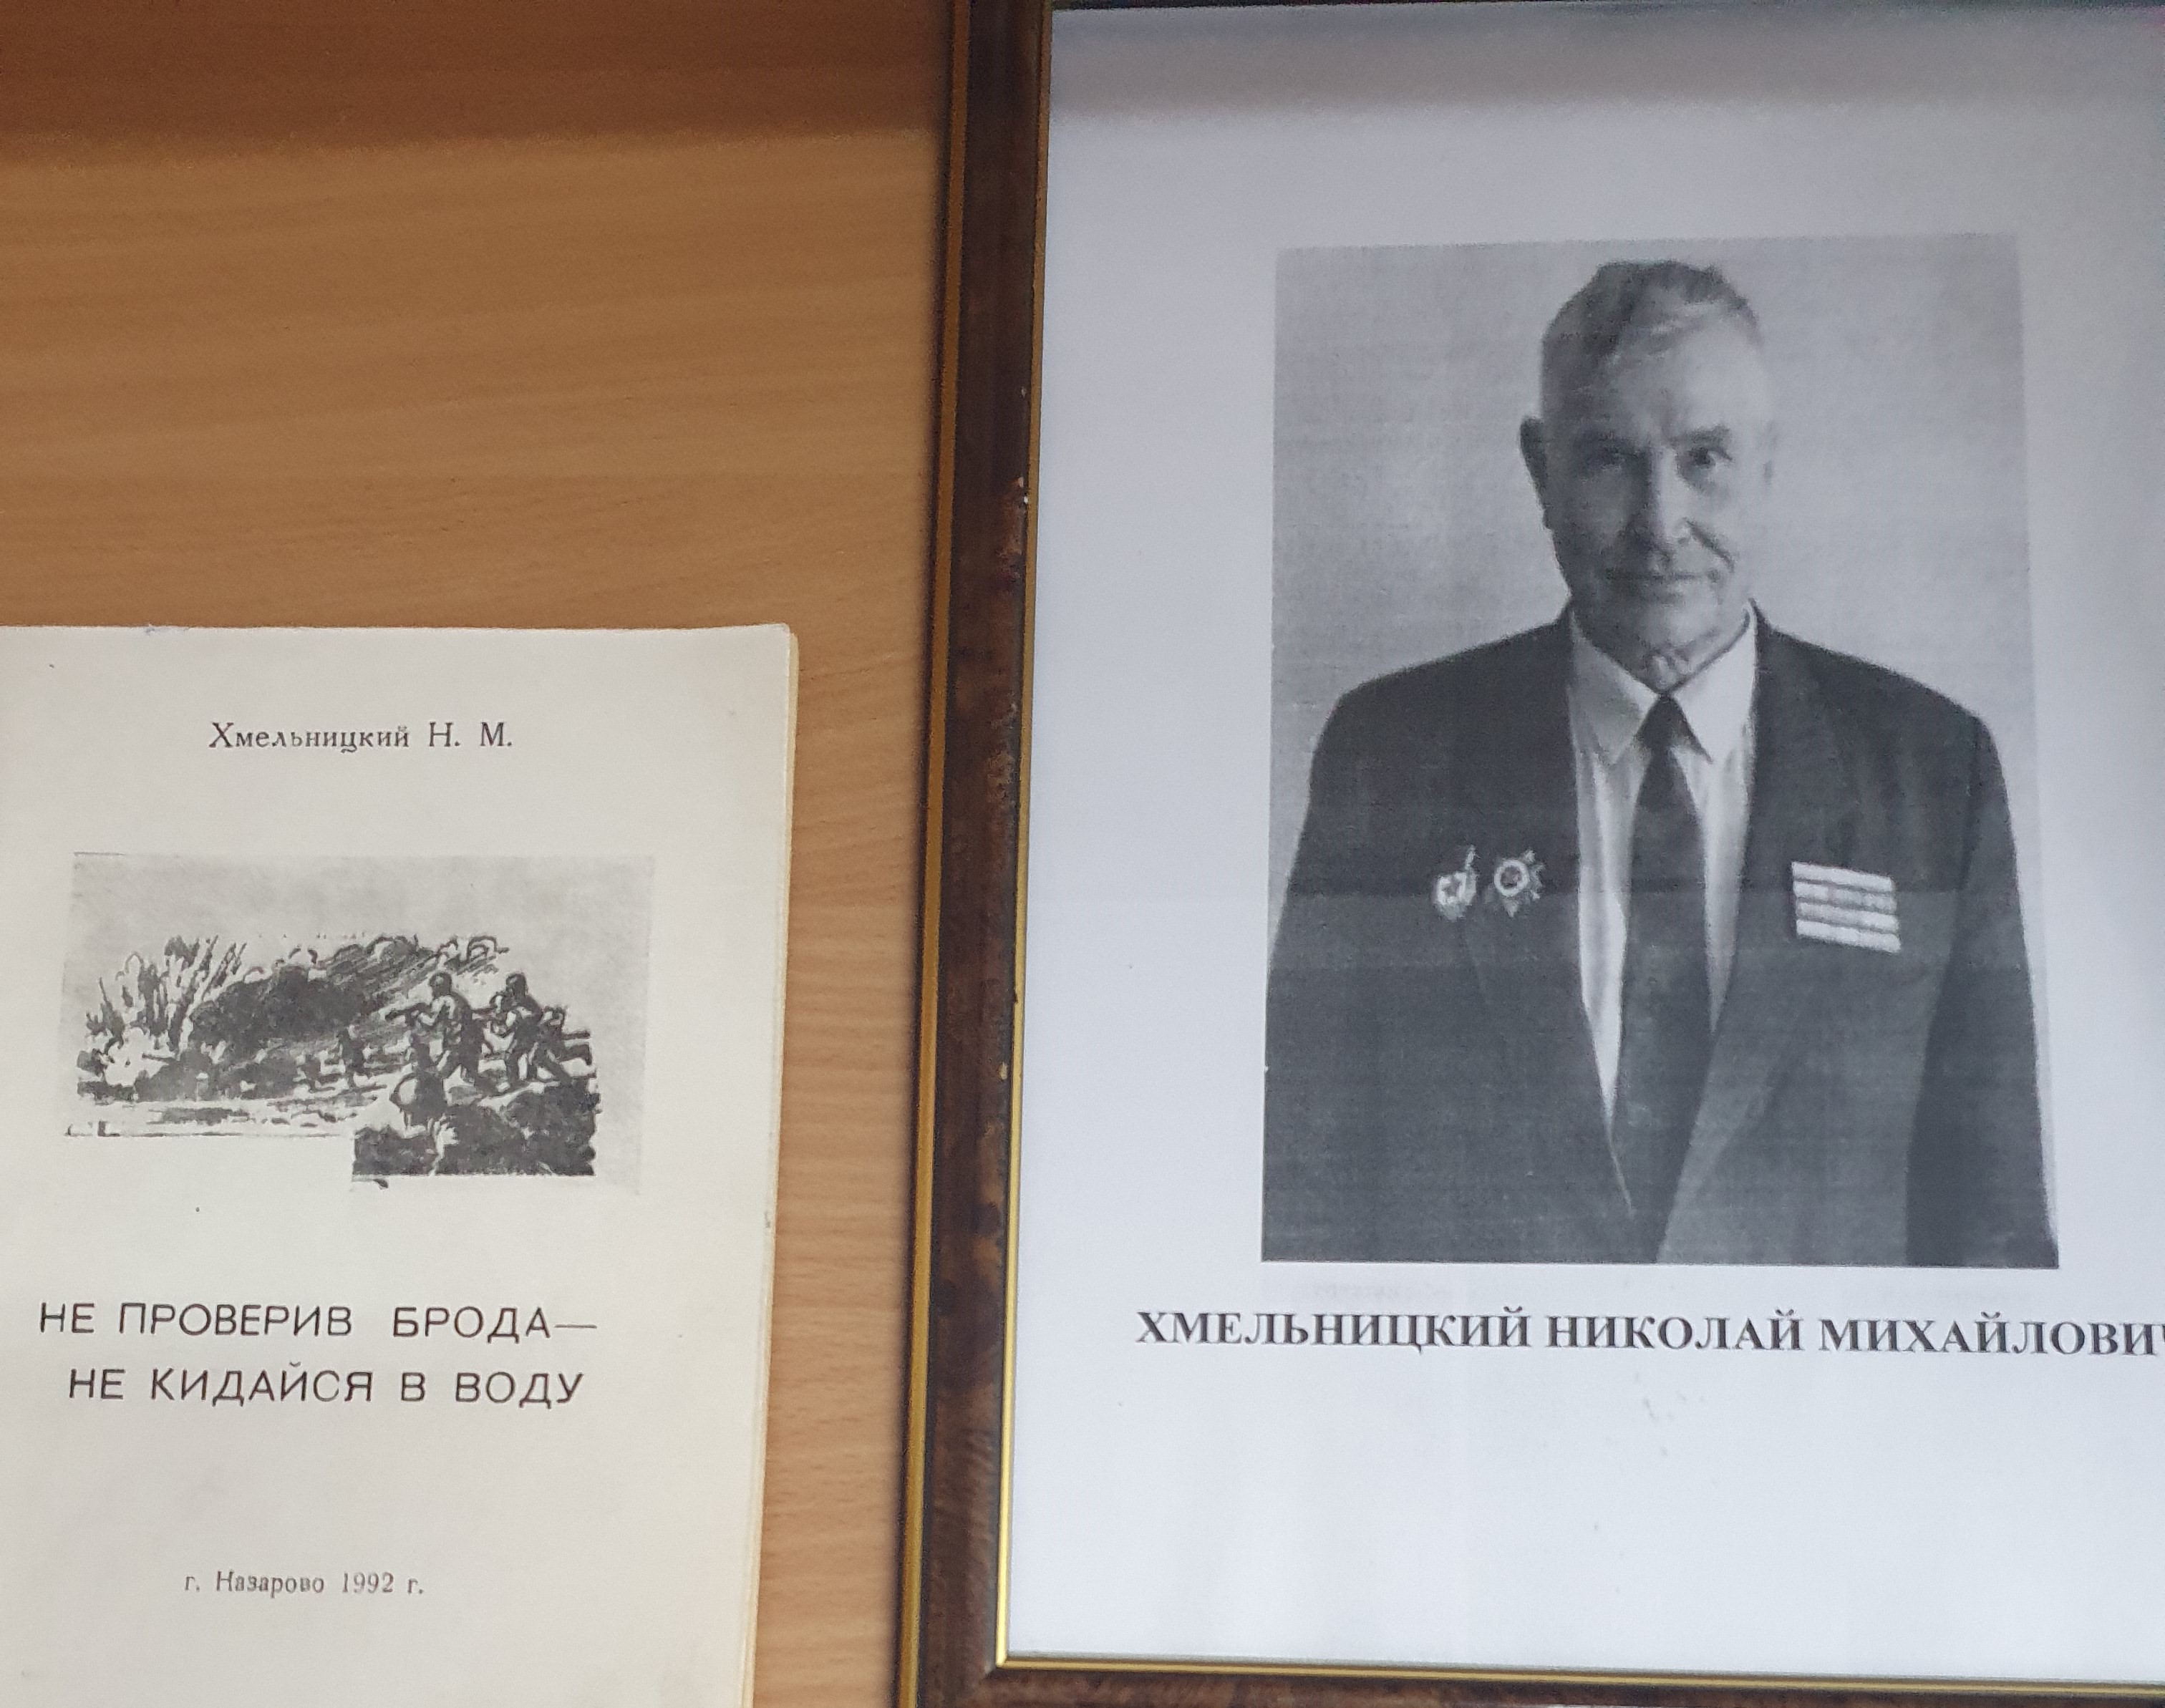 Хмельницкий Н. М.
НЕ ПРОВЕРИВ БРОДА—
НЕ КИДАЙСЯ В ВОДУ
г. Назарово 1992 г.
ХМЕЛЬНИЦКИЙ НИКОЛАЙ МИХАЙЛОВИЧ